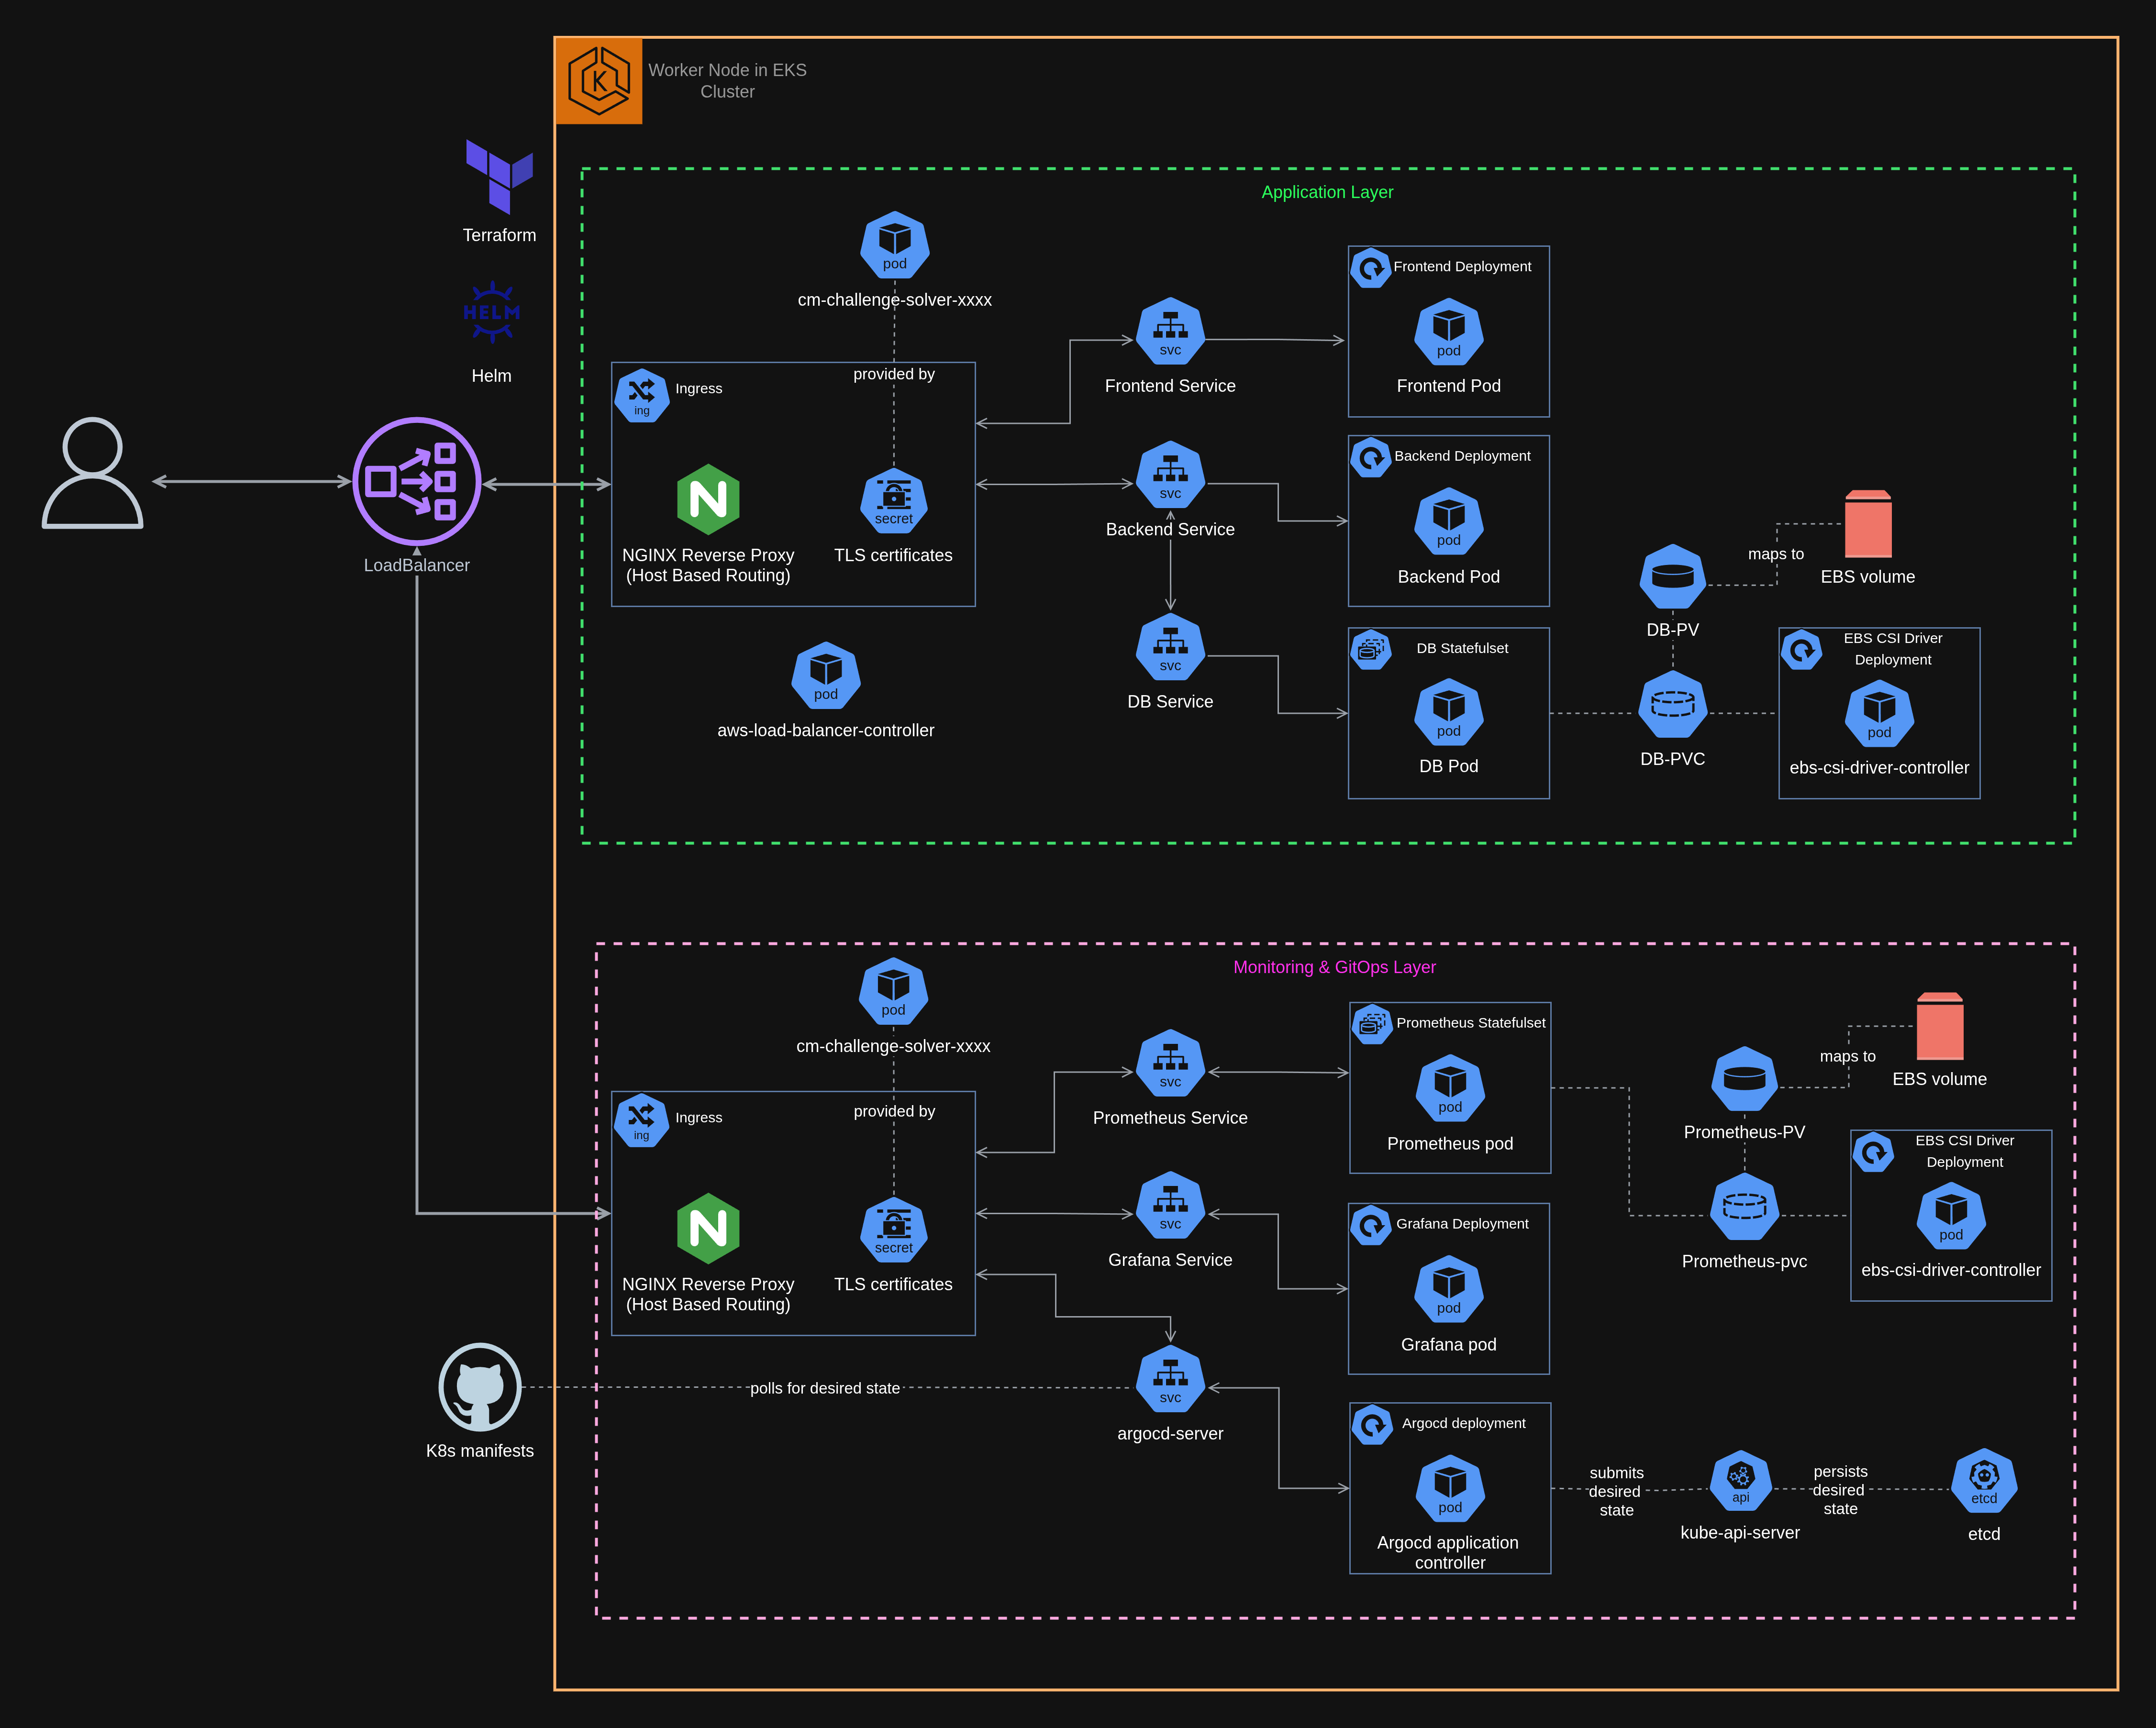 Worker Node in EKS
Cluster
K
Terraform
HELM
Helm
LoadBalancer
Application Layer
pod
cm-challenge-solver-xxxx
provided by
ing
Ingress
N
NGINX Reverse Proxy
(Host Based Routing)
secret
TLS certificates
pod
aws-load-balancer-controller
svc
Frontend Service
svc
Backend Service
svc
DB Service
Frontend Deployment
pod
Frontend Pod
Backend Deployment
pod
Backend Pod
DB Statefulset
pod
DB Pod
DB-PV
maps to
EBS volume
DB-PVC
EBS CSI Driver
Deployment
pod
ebs-csi-driver-controller
Monitoring & GitOps Layer
pod
cm-challenge-solver-xxxx
provided by
ing
Ingress
N
NGINX Reverse Proxy
(Host Based Routing)
secret
TLS certificates
svc
Prometheus Service
svc
Grafana Service
svc
argocd-server
K8s manifests
polls for desired state
Prometheus Statefulset
pod
Prometheus pod
Grafana Deployment
pod
Grafana pod
Argocd deployment
pod
Argocd application
controller
Prometheus-PV
maps to
EBS volume
Prometheus-pvc
EBS CSI Driver
Deployment
pod
ebs-csi-driver-controller
submits
desired
state
api
kube-api-server
persists
desired
state
etcd
etcd